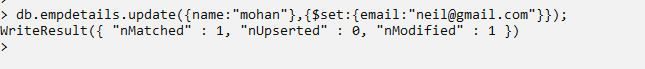 > db.empdetails.update({name:"mohan"},{$set:{email:"neil@gmail.com"}});
WriteResult({ "nMatched" : 1, "nUpserted" : 0, "nModified" : 1 })
>